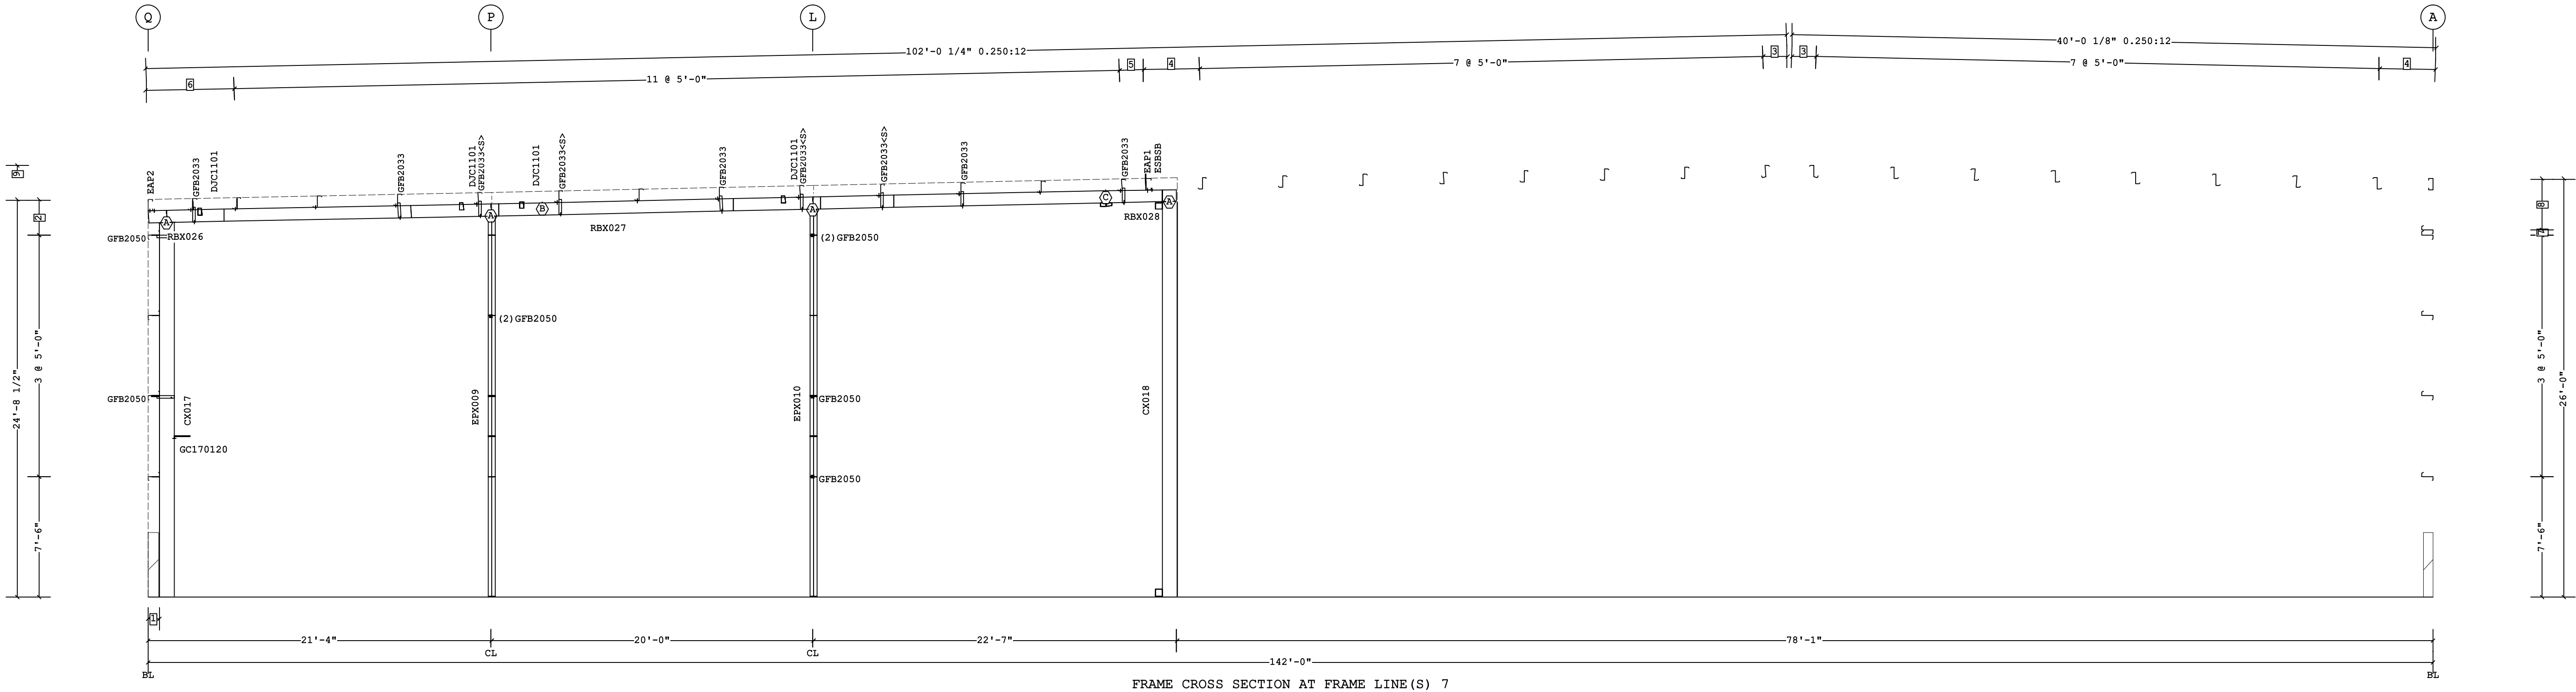 Q
P
L
A
102'-0 1/4" 0.250:12
40'-0 1/8" 0.250:12
6
11 @ 5'-0"
5
4
7 @ 5'-0"
3
3
7 @ 5'-0"
4
9
EAP2
GFB2033
DJC1101
GFB2033
DJC1101
GFB2033<S>
DJC1101
GFB2033<S>
GFB2033
DJC1101
GFB2033<S>
GFB2033<S>
GFB2033
GFB2033
EAP1
ESBSB
2
A
A
B
A
C
A
8
7
GFB2050
RBX026
RBX027
RBX028
(2)GFB2050
(2)GFB2050
24'-8 1/2"
3 @ 5'-0"
GFB2050
CX017
EPX009
EPX010
GFB2050
CX018
3 @ 5'-0"
26'-0"
GC170120
GFB2050
7'-6"
7'-6"
1
21'-4"
20'-0"
22'-7"
78'-1"
CL
CL
142'-0"
BL
BL
FRAME CROSS SECTION AT FRAME LINE(S) 7